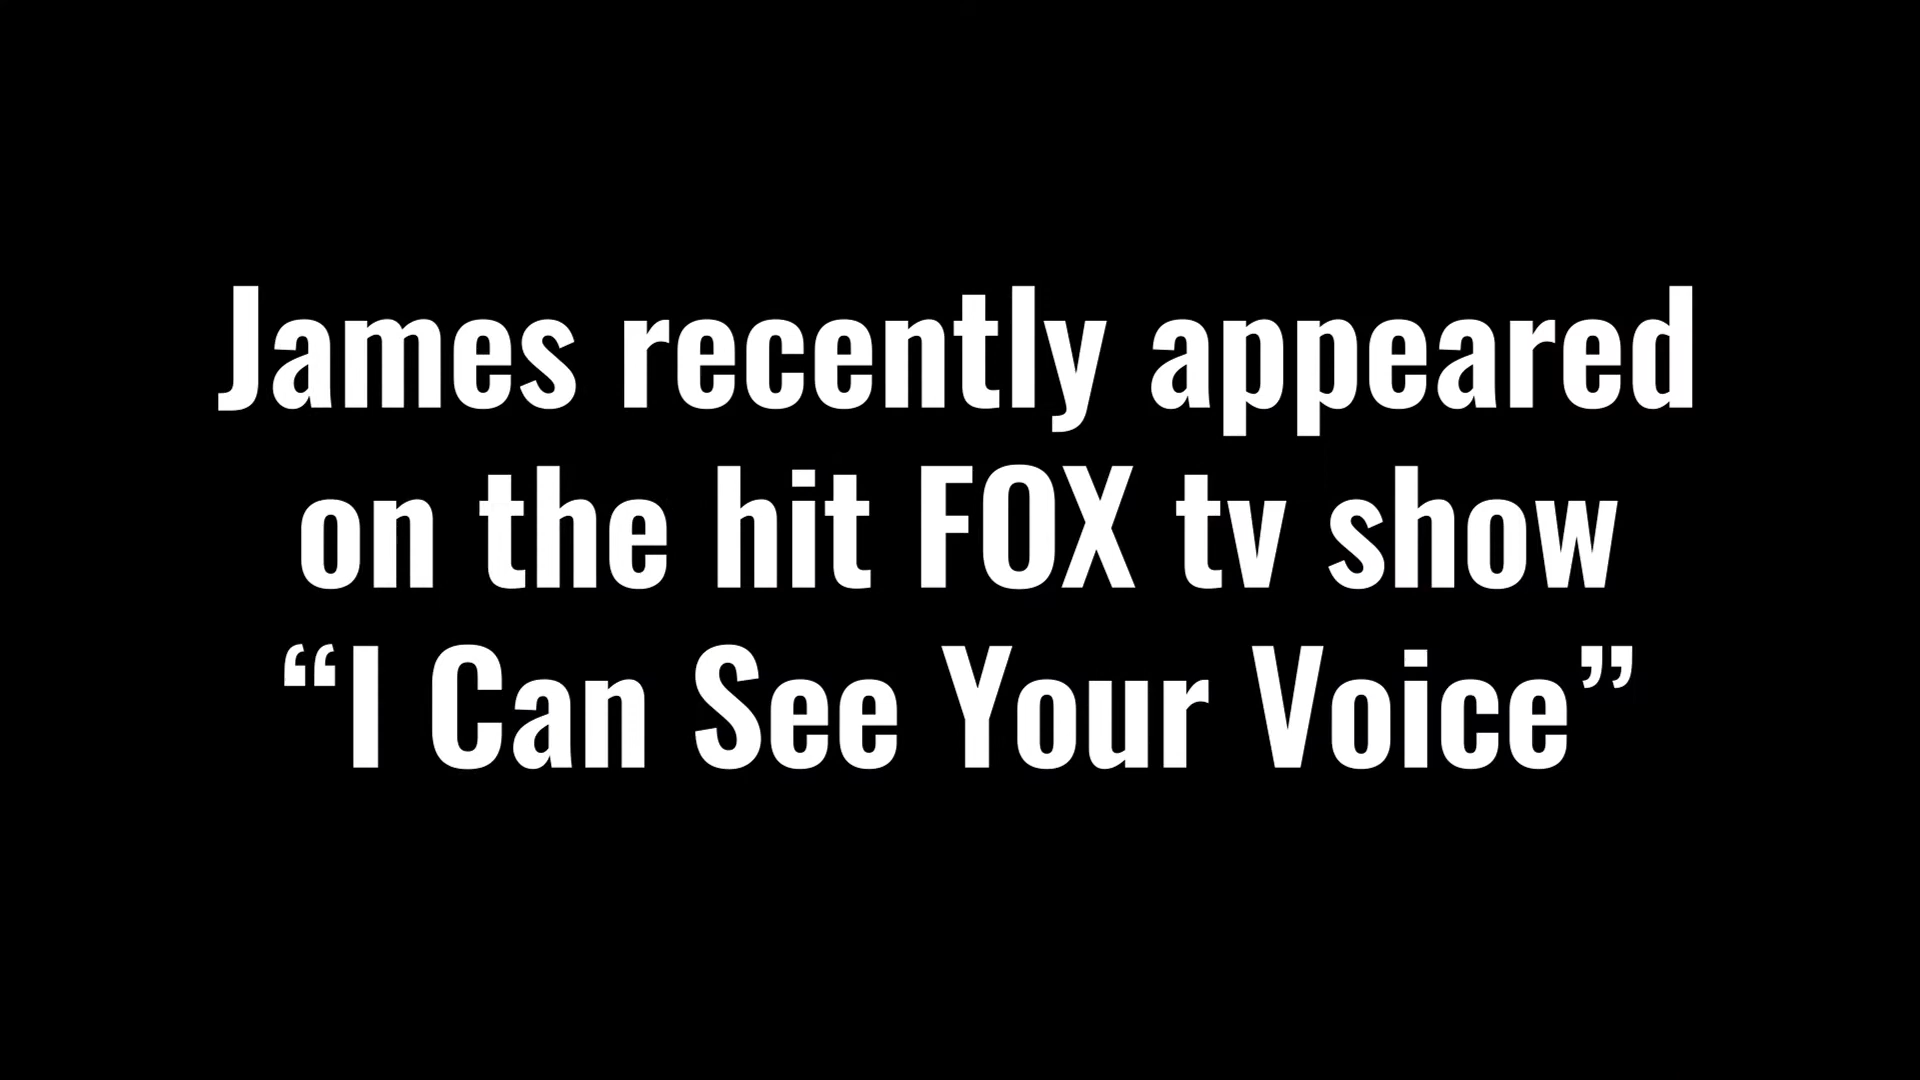 James recently appeared
on the hit FOX tv show
“I Can See Your Voice”